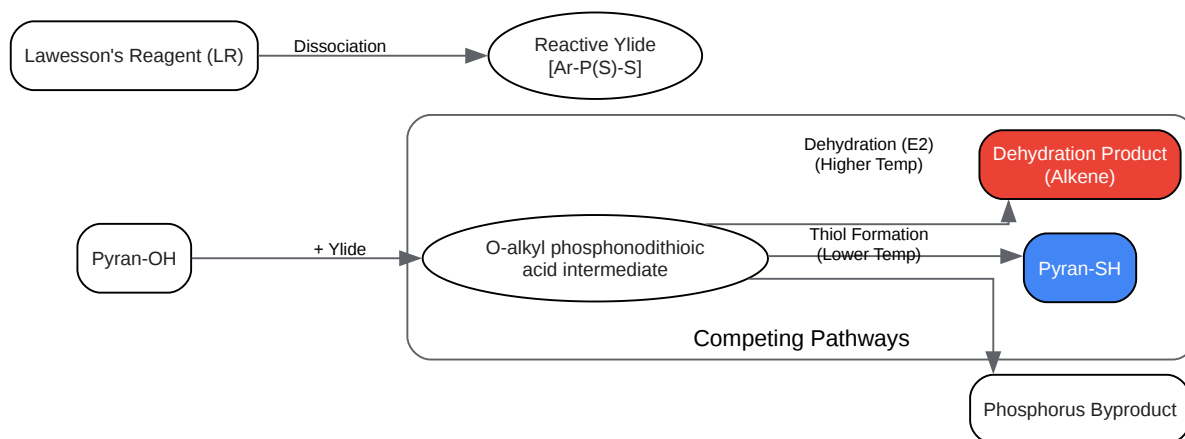 Lawesson's Reagent (LR)
Dissociation
Reactive Ylide
[Ar-P(S)-S]
Dehydration (E2)
(Higher Temp)
Dehydration Product
(Alkene)
Pyran-OH
+ Ylide
O-alkyl phosphonodithioic
acid intermediate
Thiol Formation
(Lower Temp)
Pyran-SH
Competing Pathways
Phosphorus Byproduct